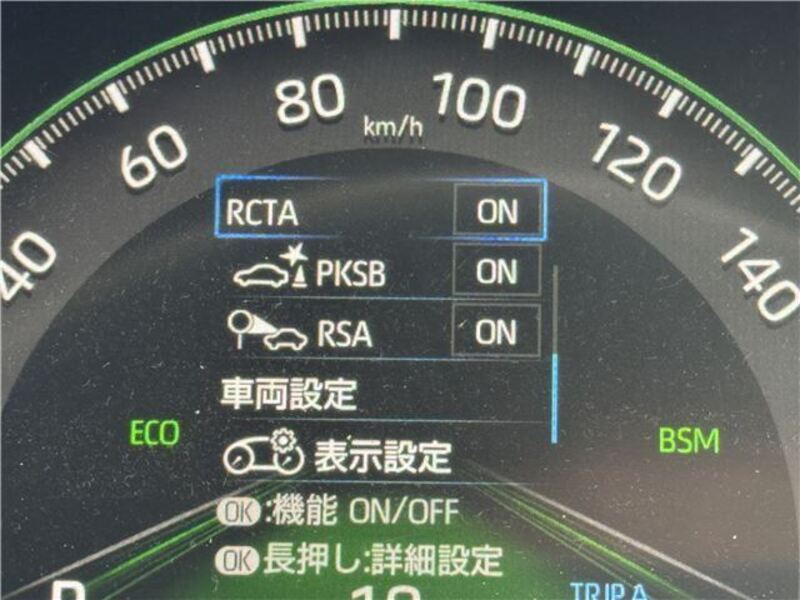 80
100
km/h
60
120
40
140
RCTA ON
PKSB ON
RSA ON
車両設定
ECO
BSM
表示設定
OK:機能 ON/OFF
OK長押し:詳細設定
TRIP A